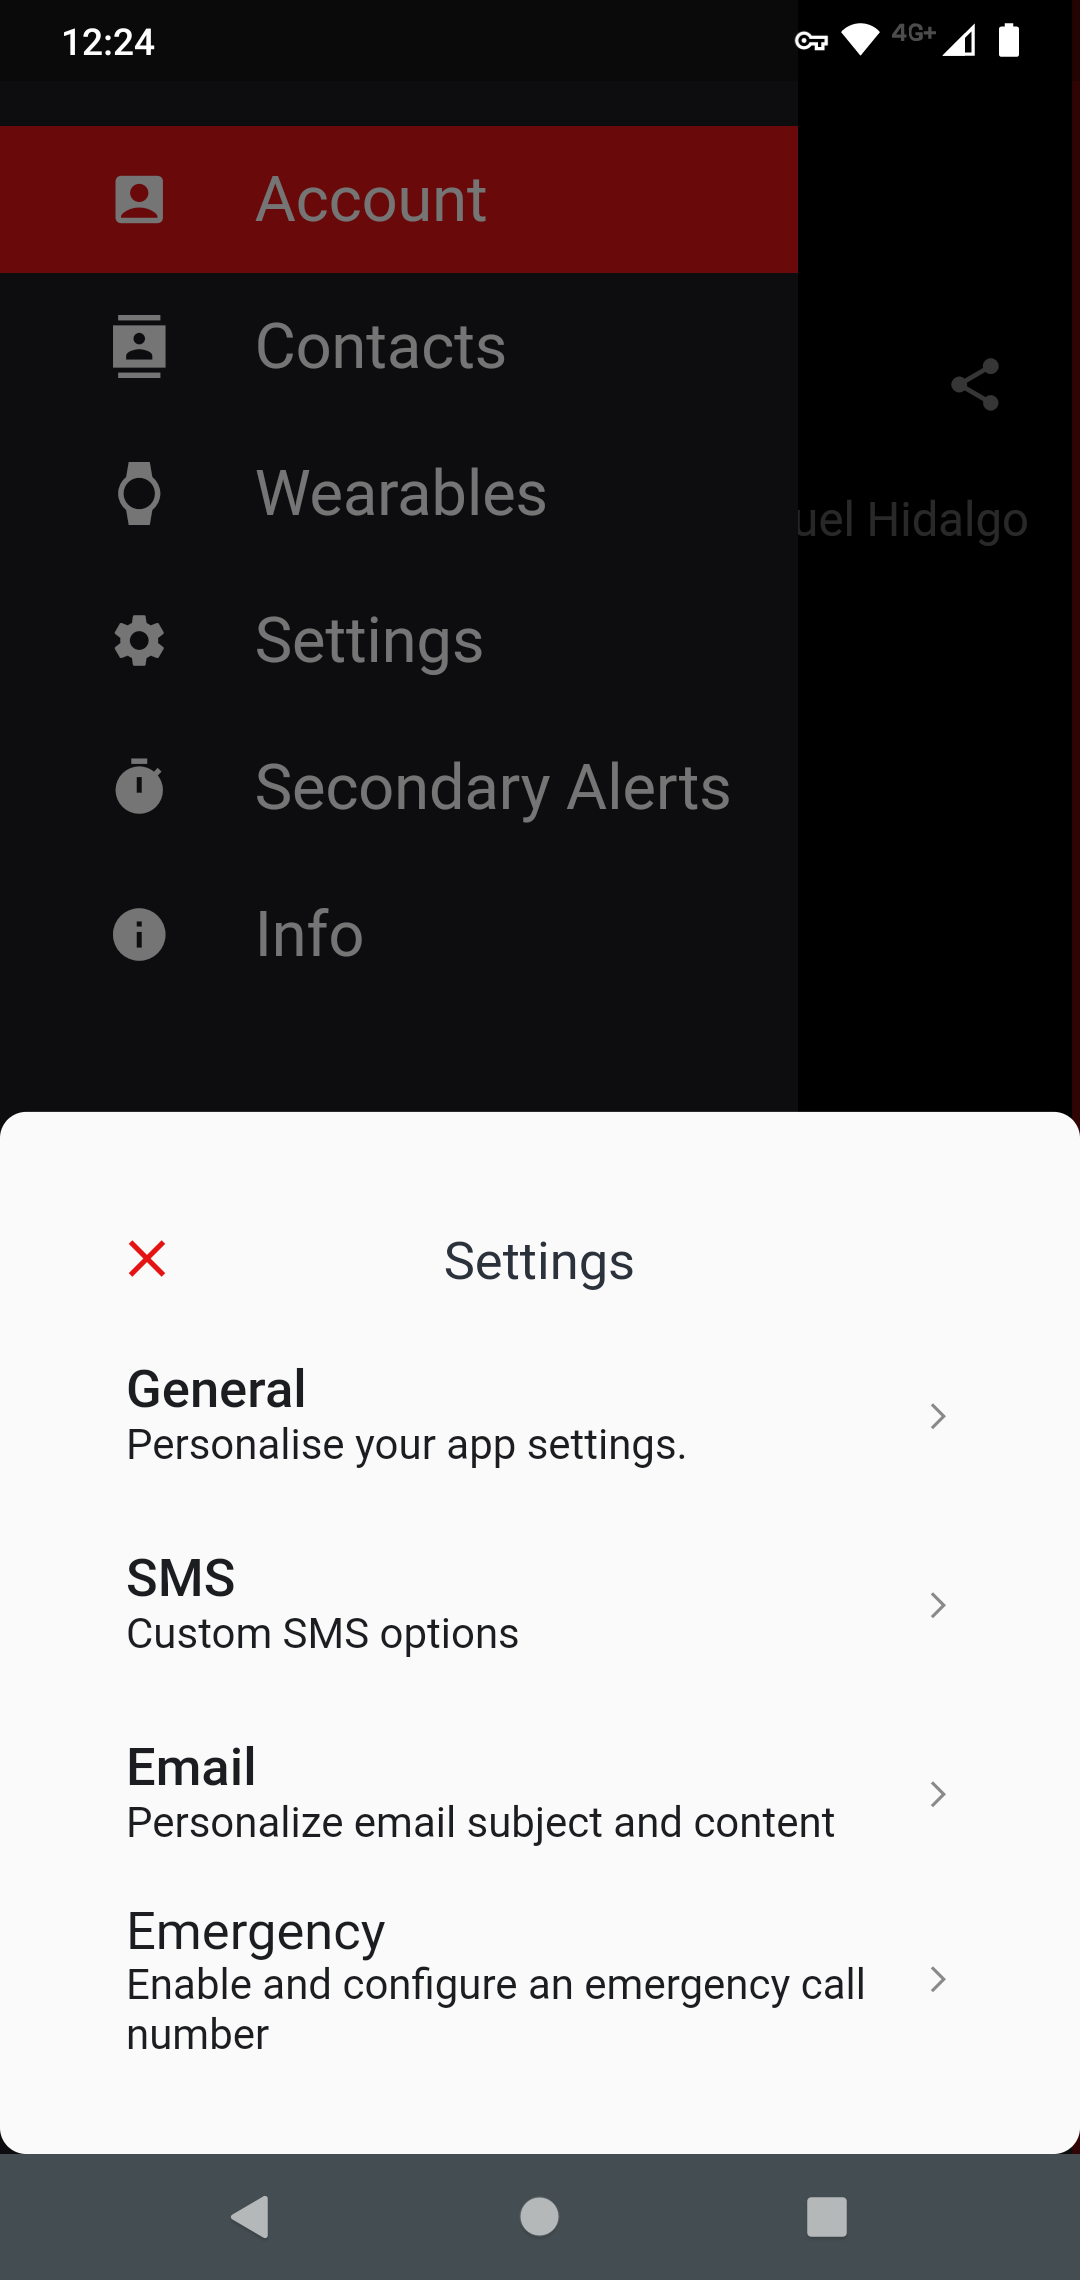 12:24
4G+
Account
Contacts
Wearables
uel Hidalgo
Settings
Secondary Alerts
Info
Settings
General
Personalise your app settings.
SMS
Custom SMS options
Email
Personalize email subject and content
Emergency
Enable and configure an emergency call
number